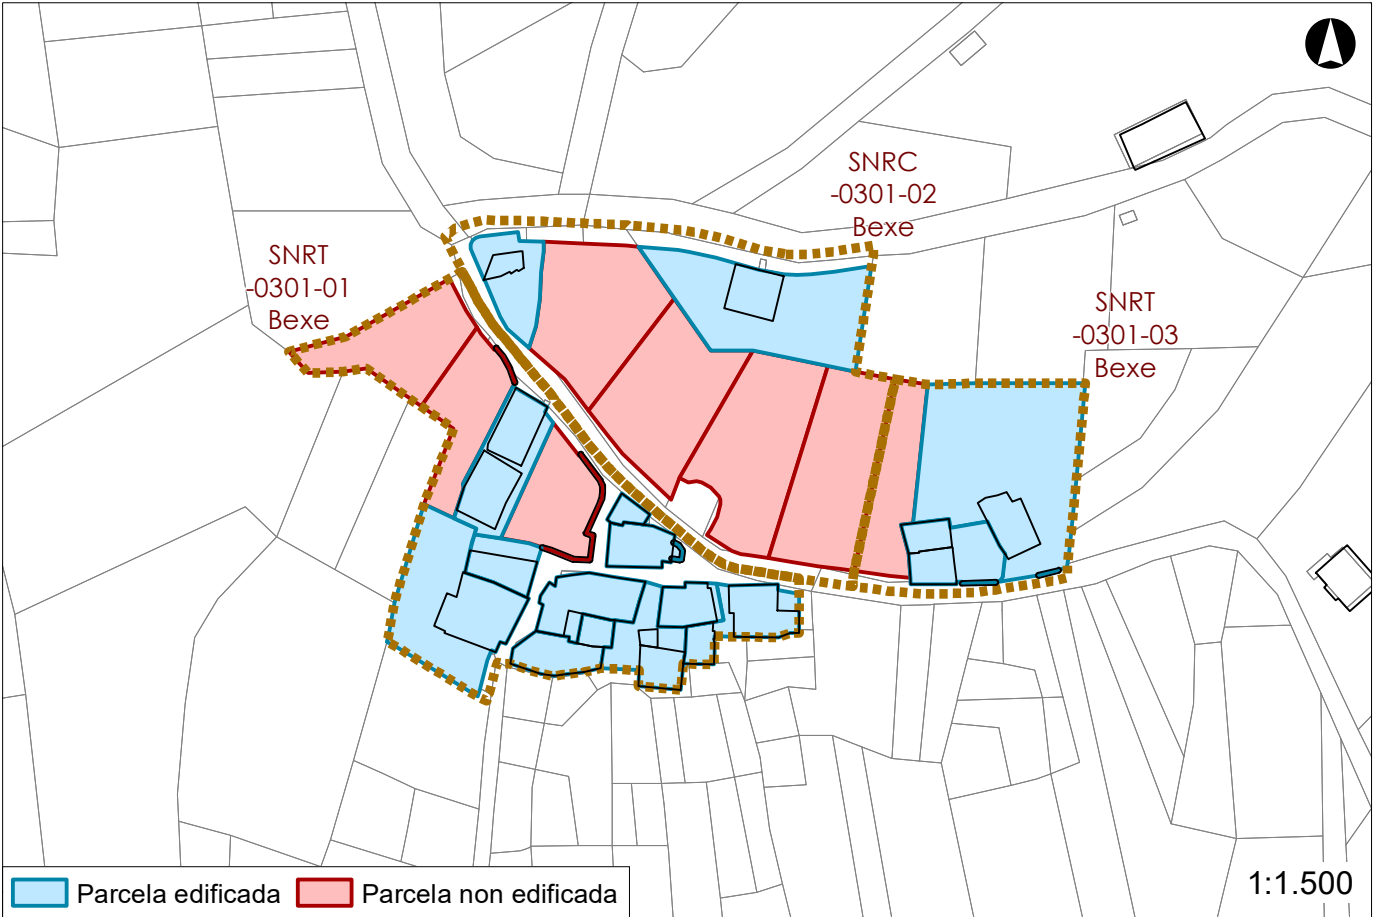 SNRC
-0301-02
Bexe
SNRT
-0301-01
Bexe
SNRT
-0301-03
Bexe
Parcela edificada
Parcela non edificada
1:1.500